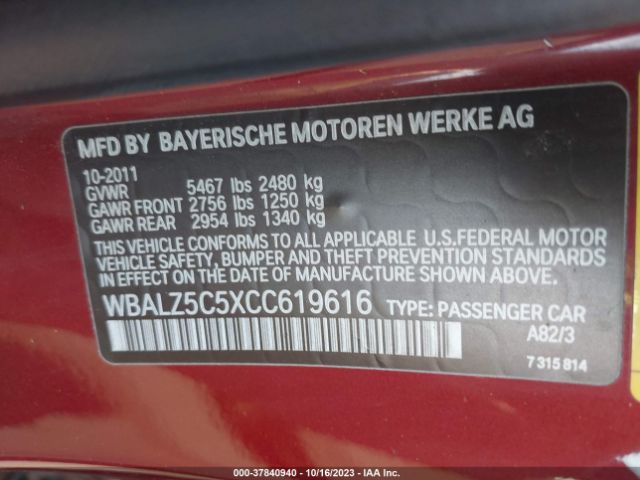 MFD BY BAYERISCHE MOTOREN WERKE AG
10-2011
GVWR 5467 lbs 2480 kg
GAWR FRONT 2756 lbs 1250 kg
GAWR REAR 2954 lbs 1340 kg
THIS VEHICLE CONFORMS TO ALL APPLICABLE U.S.FEDERAL MOTOR
VEHICLE SAFETY, BUMPER AND THEFT PREVENTION STANDARDS
IN EFFECT ON THE DATE OF MANUFACTURE SHOWN ABOVE.
WBALZ5C5XCC619616 TYPE: PASSENGER CAR
A82/3
7 315 814
000-37840940 - 10/16/2023 - IAA Inc.